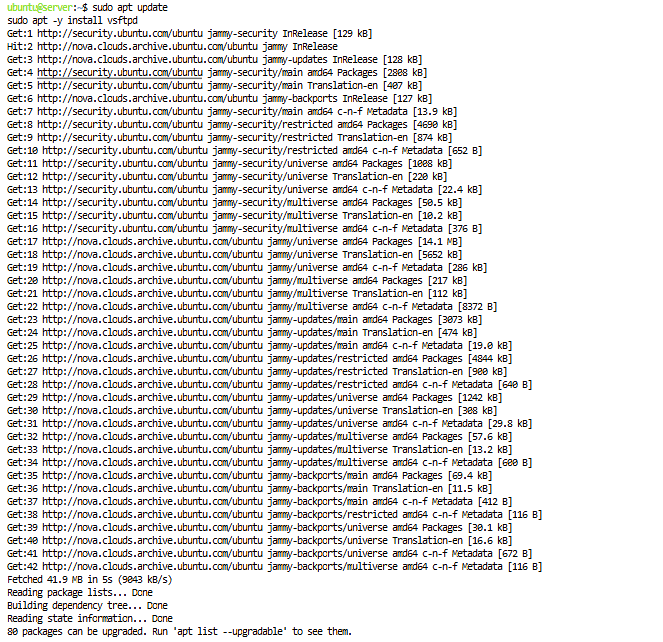 ubuntu@server:~$ sudo apt update
sudo apt -y install vsftpd
Get:1 http://security.ubuntu.com/ubuntu jammy-security InRelease [129 kB]
Hit:2 http://nova.clouds.archive.ubuntu.com/ubuntu jammy InRelease
Get:3 http://nova.clouds.archive.ubuntu.com/ubuntu jammy-updates InRelease [128 kB]
Get:4 http://security.ubuntu.com/ubuntu jammy-security/main amd64 Packages [2808 kB]
Get:5 http://security.ubuntu.com/ubuntu jammy-security/main Translation-en [407 kB]
Get:6 http://nova.clouds.archive.ubuntu.com/ubuntu jammy-backports InRelease [127 kB]
Get:7 http://security.ubuntu.com/ubuntu jammy-security/main amd64 c-n-f Metadata [13.9 kB]
Get:8 http://security.ubuntu.com/ubuntu jammy-security/restricted amd64 Packages [4690 kB]
Get:9 http://security.ubuntu.com/ubuntu jammy-security/restricted Translation-en [874 kB]
Get:10 http://security.ubuntu.com/ubuntu jammy-security/restricted amd64 c-n-f Metadata [652 B]
Get:11 http://security.ubuntu.com/ubuntu jammy-security/universe amd64 Packages [1008 kB]
Get:12 http://security.ubuntu.com/ubuntu jammy-security/universe Translation-en [220 kB]
Get:13 http://security.ubuntu.com/ubuntu jammy-security/universe amd64 c-n-f Metadata [22.4 kB]
Get:14 http://security.ubuntu.com/ubuntu jammy-security/multiverse amd64 Packages [50.5 kB]
Get:15 http://security.ubuntu.com/ubuntu jammy-security/multiverse Translation-en [10.2 kB]
Get:16 http://security.ubuntu.com/ubuntu jammy-security/multiverse amd64 c-n-f Metadata [376 B]
Get:17 http://nova.clouds.archive.ubuntu.com/ubuntu jammy/universe amd64 Packages [14.1 MB]
Get:18 http://nova.clouds.archive.ubuntu.com/ubuntu jammy/universe Translation-en [5652 kB]
Get:19 http://nova.clouds.archive.ubuntu.com/ubuntu jammy/universe amd64 c-n-f Metadata [286 kB]
Get:20 http://nova.clouds.archive.ubuntu.com/ubuntu jammy/multiverse amd64 Packages [217 kB]
Get:21 http://nova.clouds.archive.ubuntu.com/ubuntu jammy/multiverse Translation-en [112 kB]
Get:22 http://nova.clouds.archive.ubuntu.com/ubuntu jammy/multiverse amd64 c-n-f Metadata [8372 B]
Get:23 http://nova.clouds.archive.ubuntu.com/ubuntu jammy-updates/main amd64 Packages [3073 kB]
Get:24 http://nova.clouds.archive.ubuntu.com/ubuntu jammy-updates/main Translation-en [474 kB]
Get:25 http://nova.clouds.archive.ubuntu.com/ubuntu jammy-updates/main amd64 c-n-f Metadata [19.0 kB]
Get:26 http://nova.clouds.archive.ubuntu.com/ubuntu jammy-updates/restricted amd64 Packages [4844 kB]
Get:27 http://nova.clouds.archive.ubuntu.com/ubuntu jammy-updates/restricted Translation-en [900 kB]
Get:28 http://nova.clouds.archive.ubuntu.com/ubuntu jammy-updates/restricted amd64 c-n-f Metadata [640 B]
Get:29 http://nova.clouds.archive.ubuntu.com/ubuntu jammy-updates/universe amd64 Packages [1242 kB]
Get:30 http://nova.clouds.archive.ubuntu.com/ubuntu jammy-updates/universe Translation-en [308 kB]
Get:31 http://nova.clouds.archive.ubuntu.com/ubuntu jammy-updates/universe amd64 c-n-f Metadata [29.8 kB]
Get:32 http://nova.clouds.archive.ubuntu.com/ubuntu jammy-updates/multiverse amd64 Packages [57.6 kB]
Get:33 http://nova.clouds.archive.ubuntu.com/ubuntu jammy-updates/multiverse Translation-en [13.2 kB]
Get:34 http://nova.clouds.archive.ubuntu.com/ubuntu jammy-updates/multiverse amd64 c-n-f Metadata [600 B]
Get:35 http://nova.clouds.archive.ubuntu.com/ubuntu jammy-backports/main amd64 Packages [69.4 kB]
Get:36 http://nova.clouds.archive.ubuntu.com/ubuntu jammy-backports/main Translation-en [11.5 kB]
Get:37 http://nova.clouds.archive.ubuntu.com/ubuntu jammy-backports/main amd64 c-n-f Metadata [412 B]
Get:38 http://nova.clouds.archive.ubuntu.com/ubuntu jammy-backports/restricted amd64 c-n-f Metadata [116 B]
Get:39 http://nova.clouds.archive.ubuntu.com/ubuntu jammy-backports/universe amd64 Packages [30.1 kB]
Get:40 http://nova.clouds.archive.ubuntu.com/ubuntu jammy-backports/universe Translation-en [16.6 kB]
Get:41 http://nova.clouds.archive.ubuntu.com/ubuntu jammy-backports/universe amd64 c-n-f Metadata [672 B]
Get:42 http://nova.clouds.archive.ubuntu.com/ubuntu jammy-backports/multiverse amd64 c-n-f Metadata [116 B]
Fetched 41.9 MB in 5s (9043 kB/s)
Reading package lists... Done
Building dependency tree... Done
Reading state information... Done
80 packages can be upgraded. Run 'apt list --upgradable' to see them.